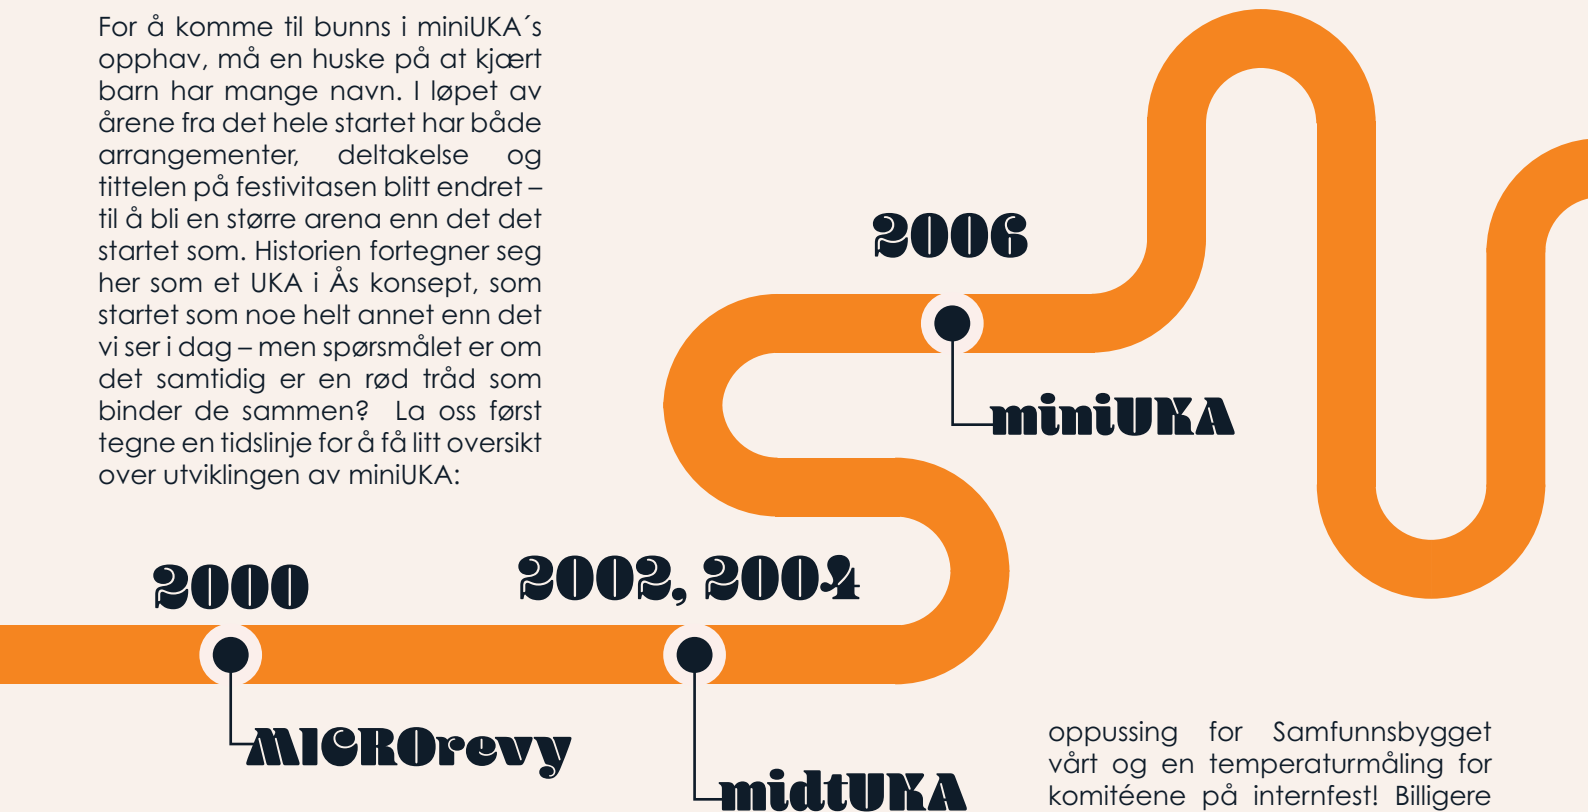 For å komme til bunns i miniUKA´s
opphav, må en huske på at kjært
barn har mange navn. I løpet av
årene fra det hele startet har både
arrangementer, deltakelse og
tittelen på festivitasen blitt endret –
til å bli en større arena enn det det
startet som. Historien fortegner seg
her som et UKA i Ås konsept, som
startet som noe helt annet enn det
vi ser i dag – men spørsmålet er om
det samtidig er en rød tråd som
binder de sammen? La oss først
tegne en tidslinje for å få litt oversikt
over utviklingen av miniUKA:
2000
MICROrevy
2002, 2004
midtUKA
2006
miniUKA
oppussing for Samfunnsbygget
vårt og en temperaturmåling for
komitéene på internfest! Billigere